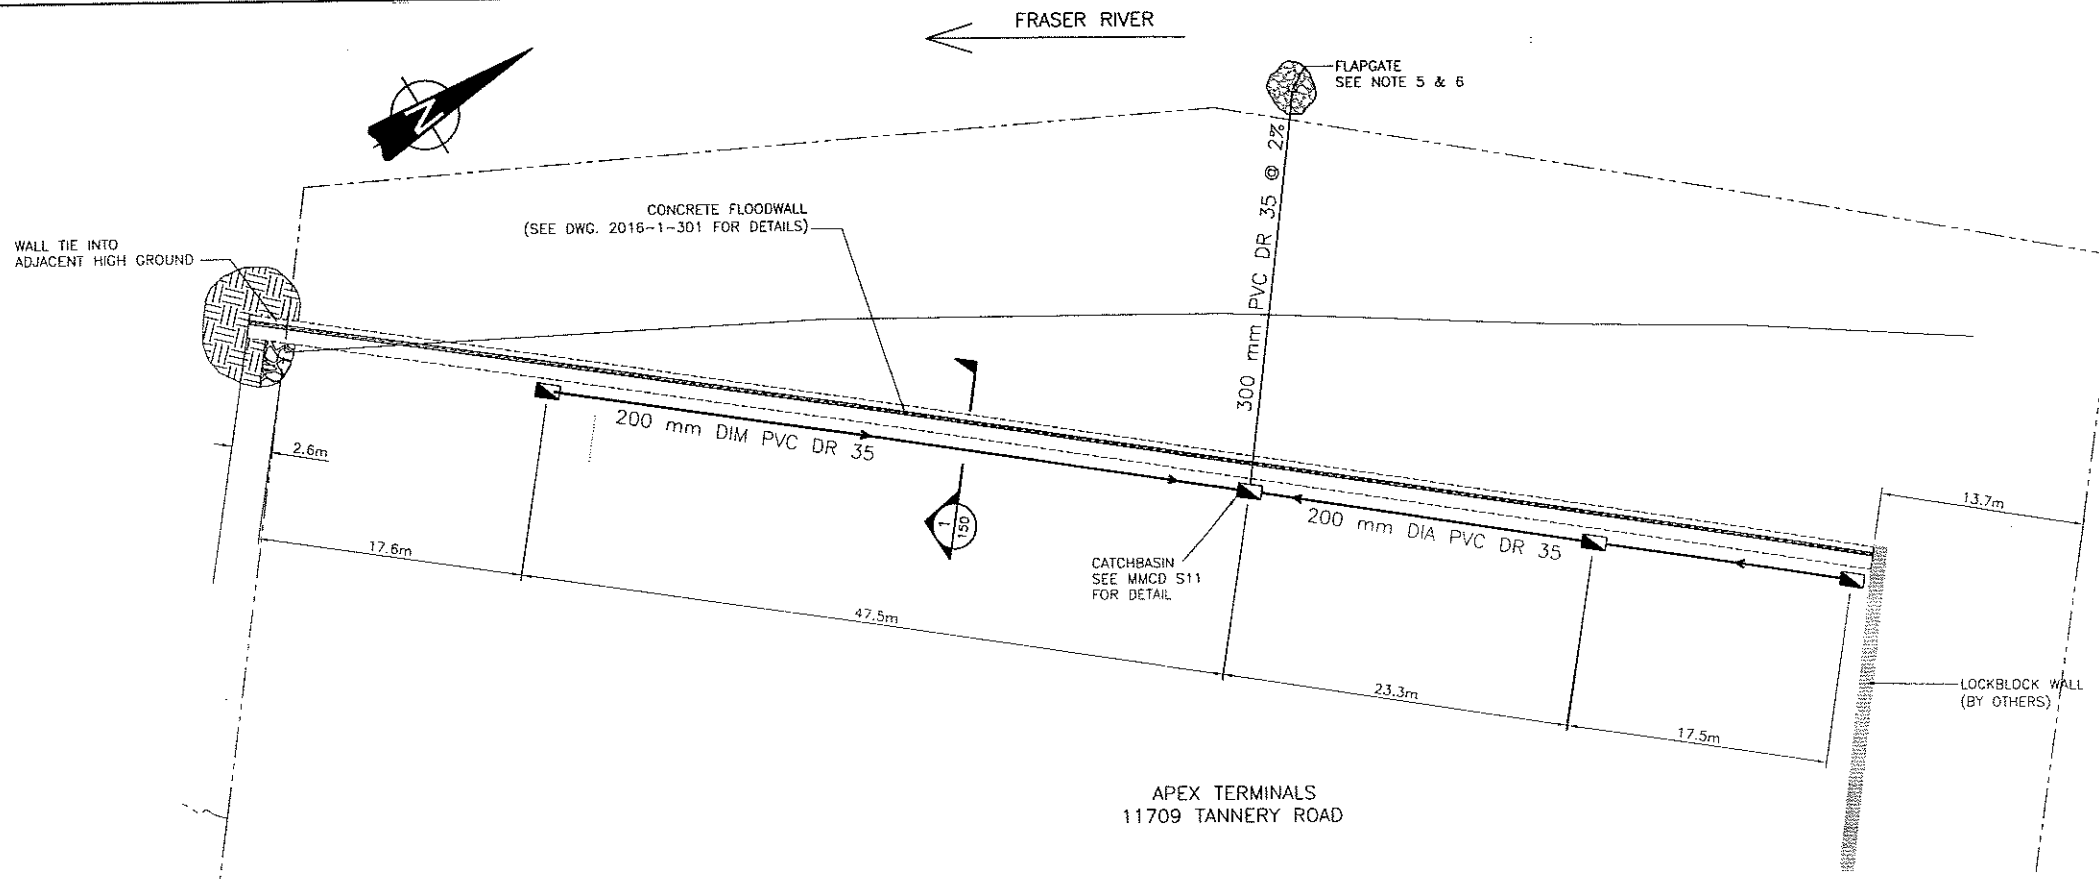 FRASER RIVER
FLAPGATE
SEE NOTE 5 & 6
N
CONCRETE FLOODWALL
(SEE DWG. 2016-1-301 FOR DETAILS)
WALL TIE INTO
ADJACENT HIGH GROUND
300 mm PVC DR 35 @ 2%
200 mm DIM PVC DR 35
2.6m
1
150
200 mm DIA PVC DR 35
13.7m
17.6m
CATCHBASIN
SEE MMCD S11
FOR DETAIL
47.5m
23.3m
LOCKBLOCK WALL
(BY OTHERS)
17.5m
APEX TERMINALS
11709 TANNERY ROAD